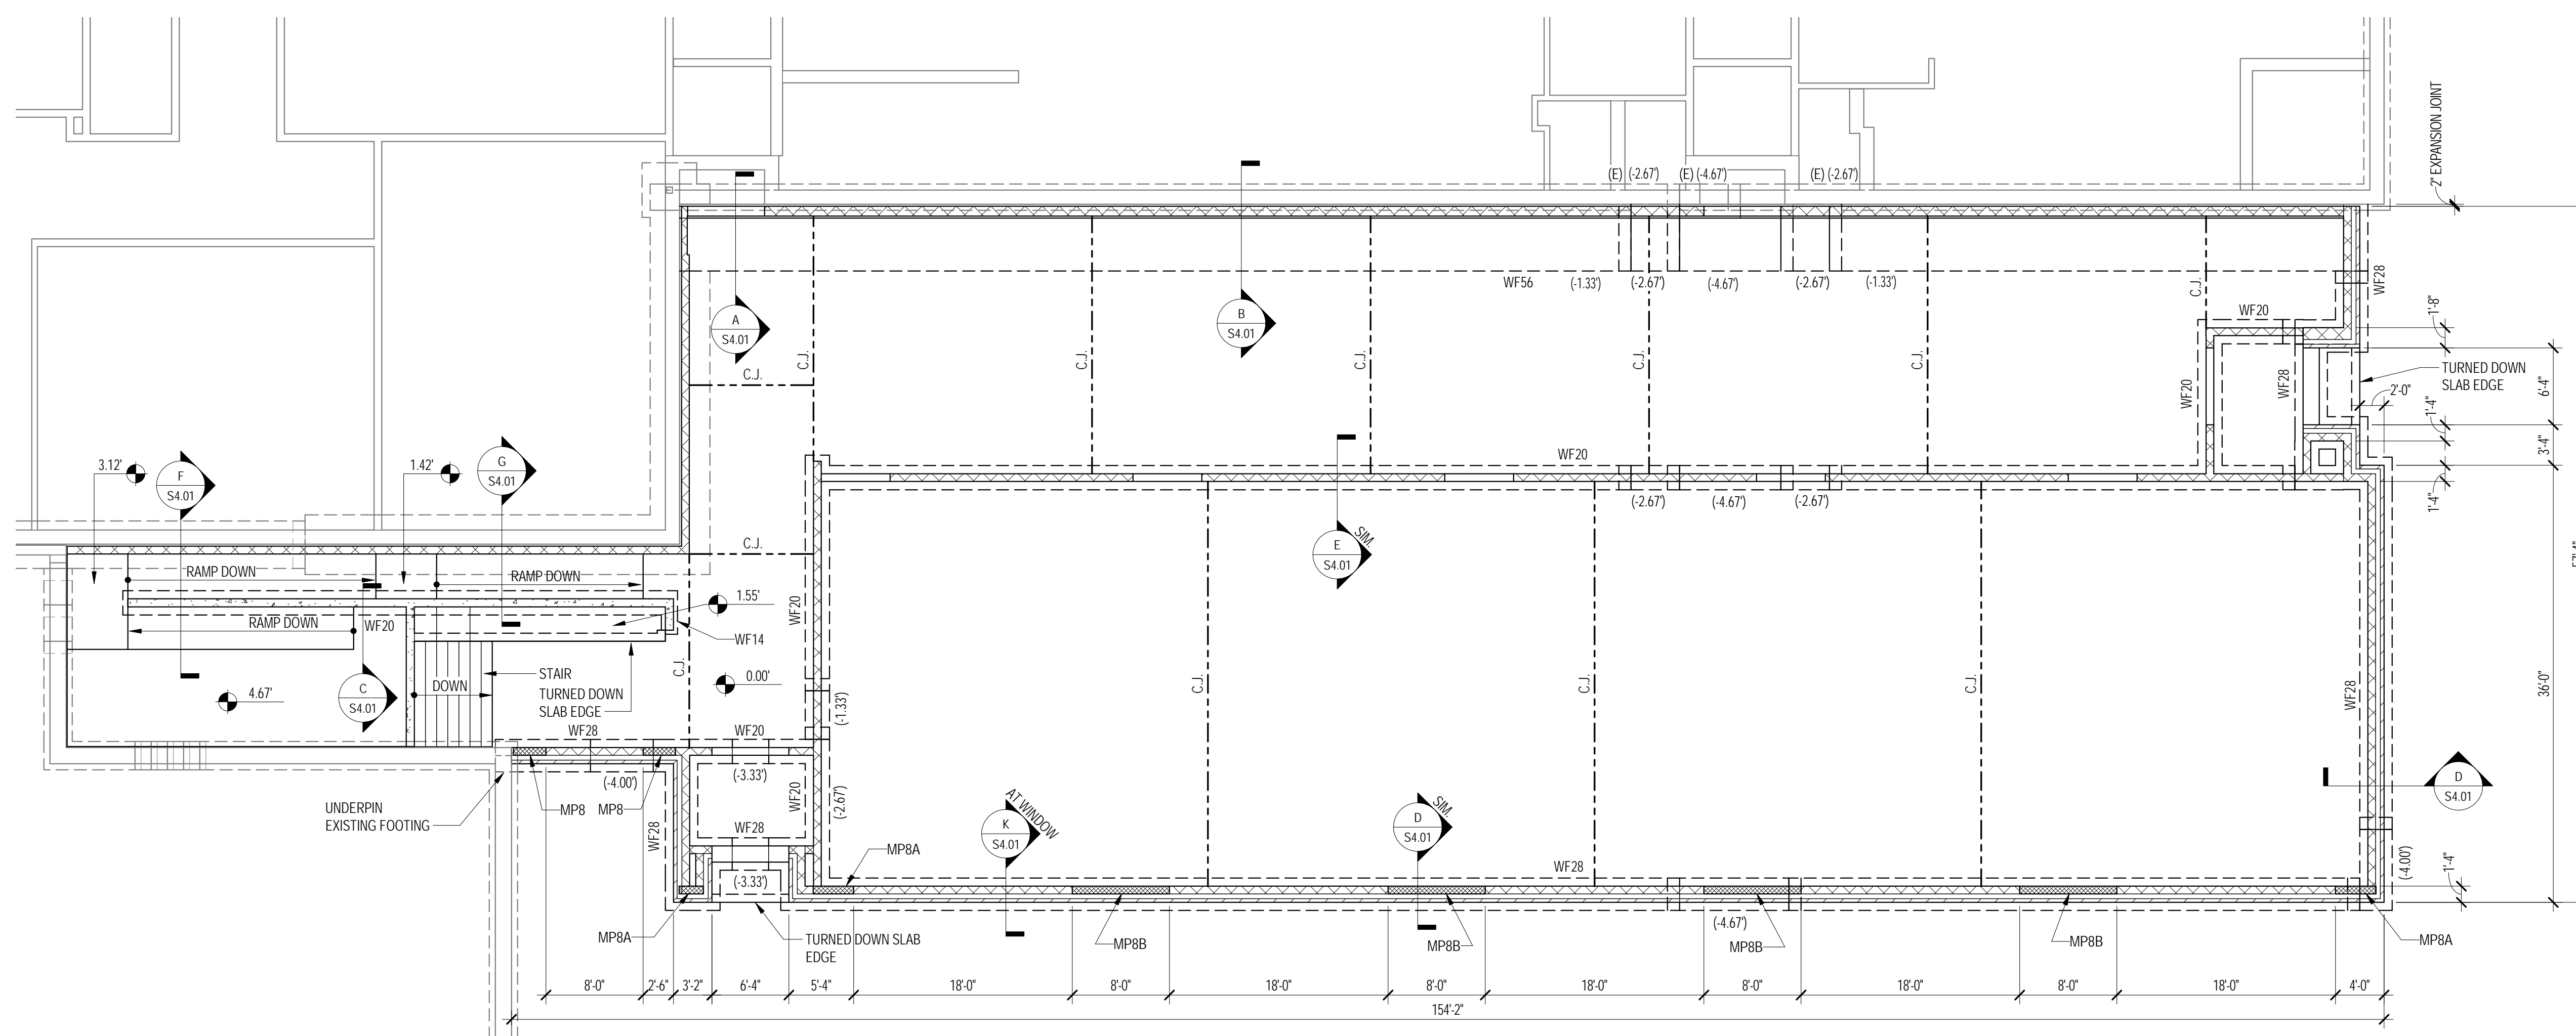 2" EXPANSION JOINT
(E) (-2.67')
(E) (-4.67')
(E) (-2.67')
WF56
(-1.33')
(-2.67')
(-4.67')
(-2.67')
(-1.33')
C.J.
WF28
WF20
1'-8"
A
S4.01
B
S4.01
C.J.
C.J.
C.J.
C.J.
C.J.
C.J.
WF20
WF28
TURNED DOWN
SLAB EDGE
2'-0"
6'-4"
1'-4"
3'-4"
1'-4"
3.12'
F
S4.01
1.42'
G
S4.01
WF20
(-2.67')
(-4.67')
(-2.67')
E
S4.01
SIM.
C.J.
RAMP DOWN
RAMP DOWN
1.55'
RAMP DOWN
WF20
WF14
WF20
STAIR
C.J.
0.00'
DOWN
TURNED DOWN
SLAB EDGE
4.67'
C
S4.01
(-1.33')
C.J.
C.J.
C.J.
WF28
36'-0"
WF28
WF20
(-4.00')
(-3.33')
WF20
(-2.67')
D
S4.01
UNDERPIN
EXISTING FOOTING
MP8
MP8
WF28
WF28
AT WINDOW
K
S4.01
SIM.
D
S4.01
MP8A
WF28
(-3.33')
(-4.00')
1'-4"
(-4.67')
MP8A
TURNED DOWN SLAB
EDGE
MP8B
MP8B
MP8B
MP8B
MP8A
8'-0"
2'-6"
3'-2"
6'-4"
5'-4"
18'-0"
8'-0"
18'-0"
8'-0"
18'-0"
8'-0"
18'-0"
8'-0"
18'-0"
4'-0"
154'-2"